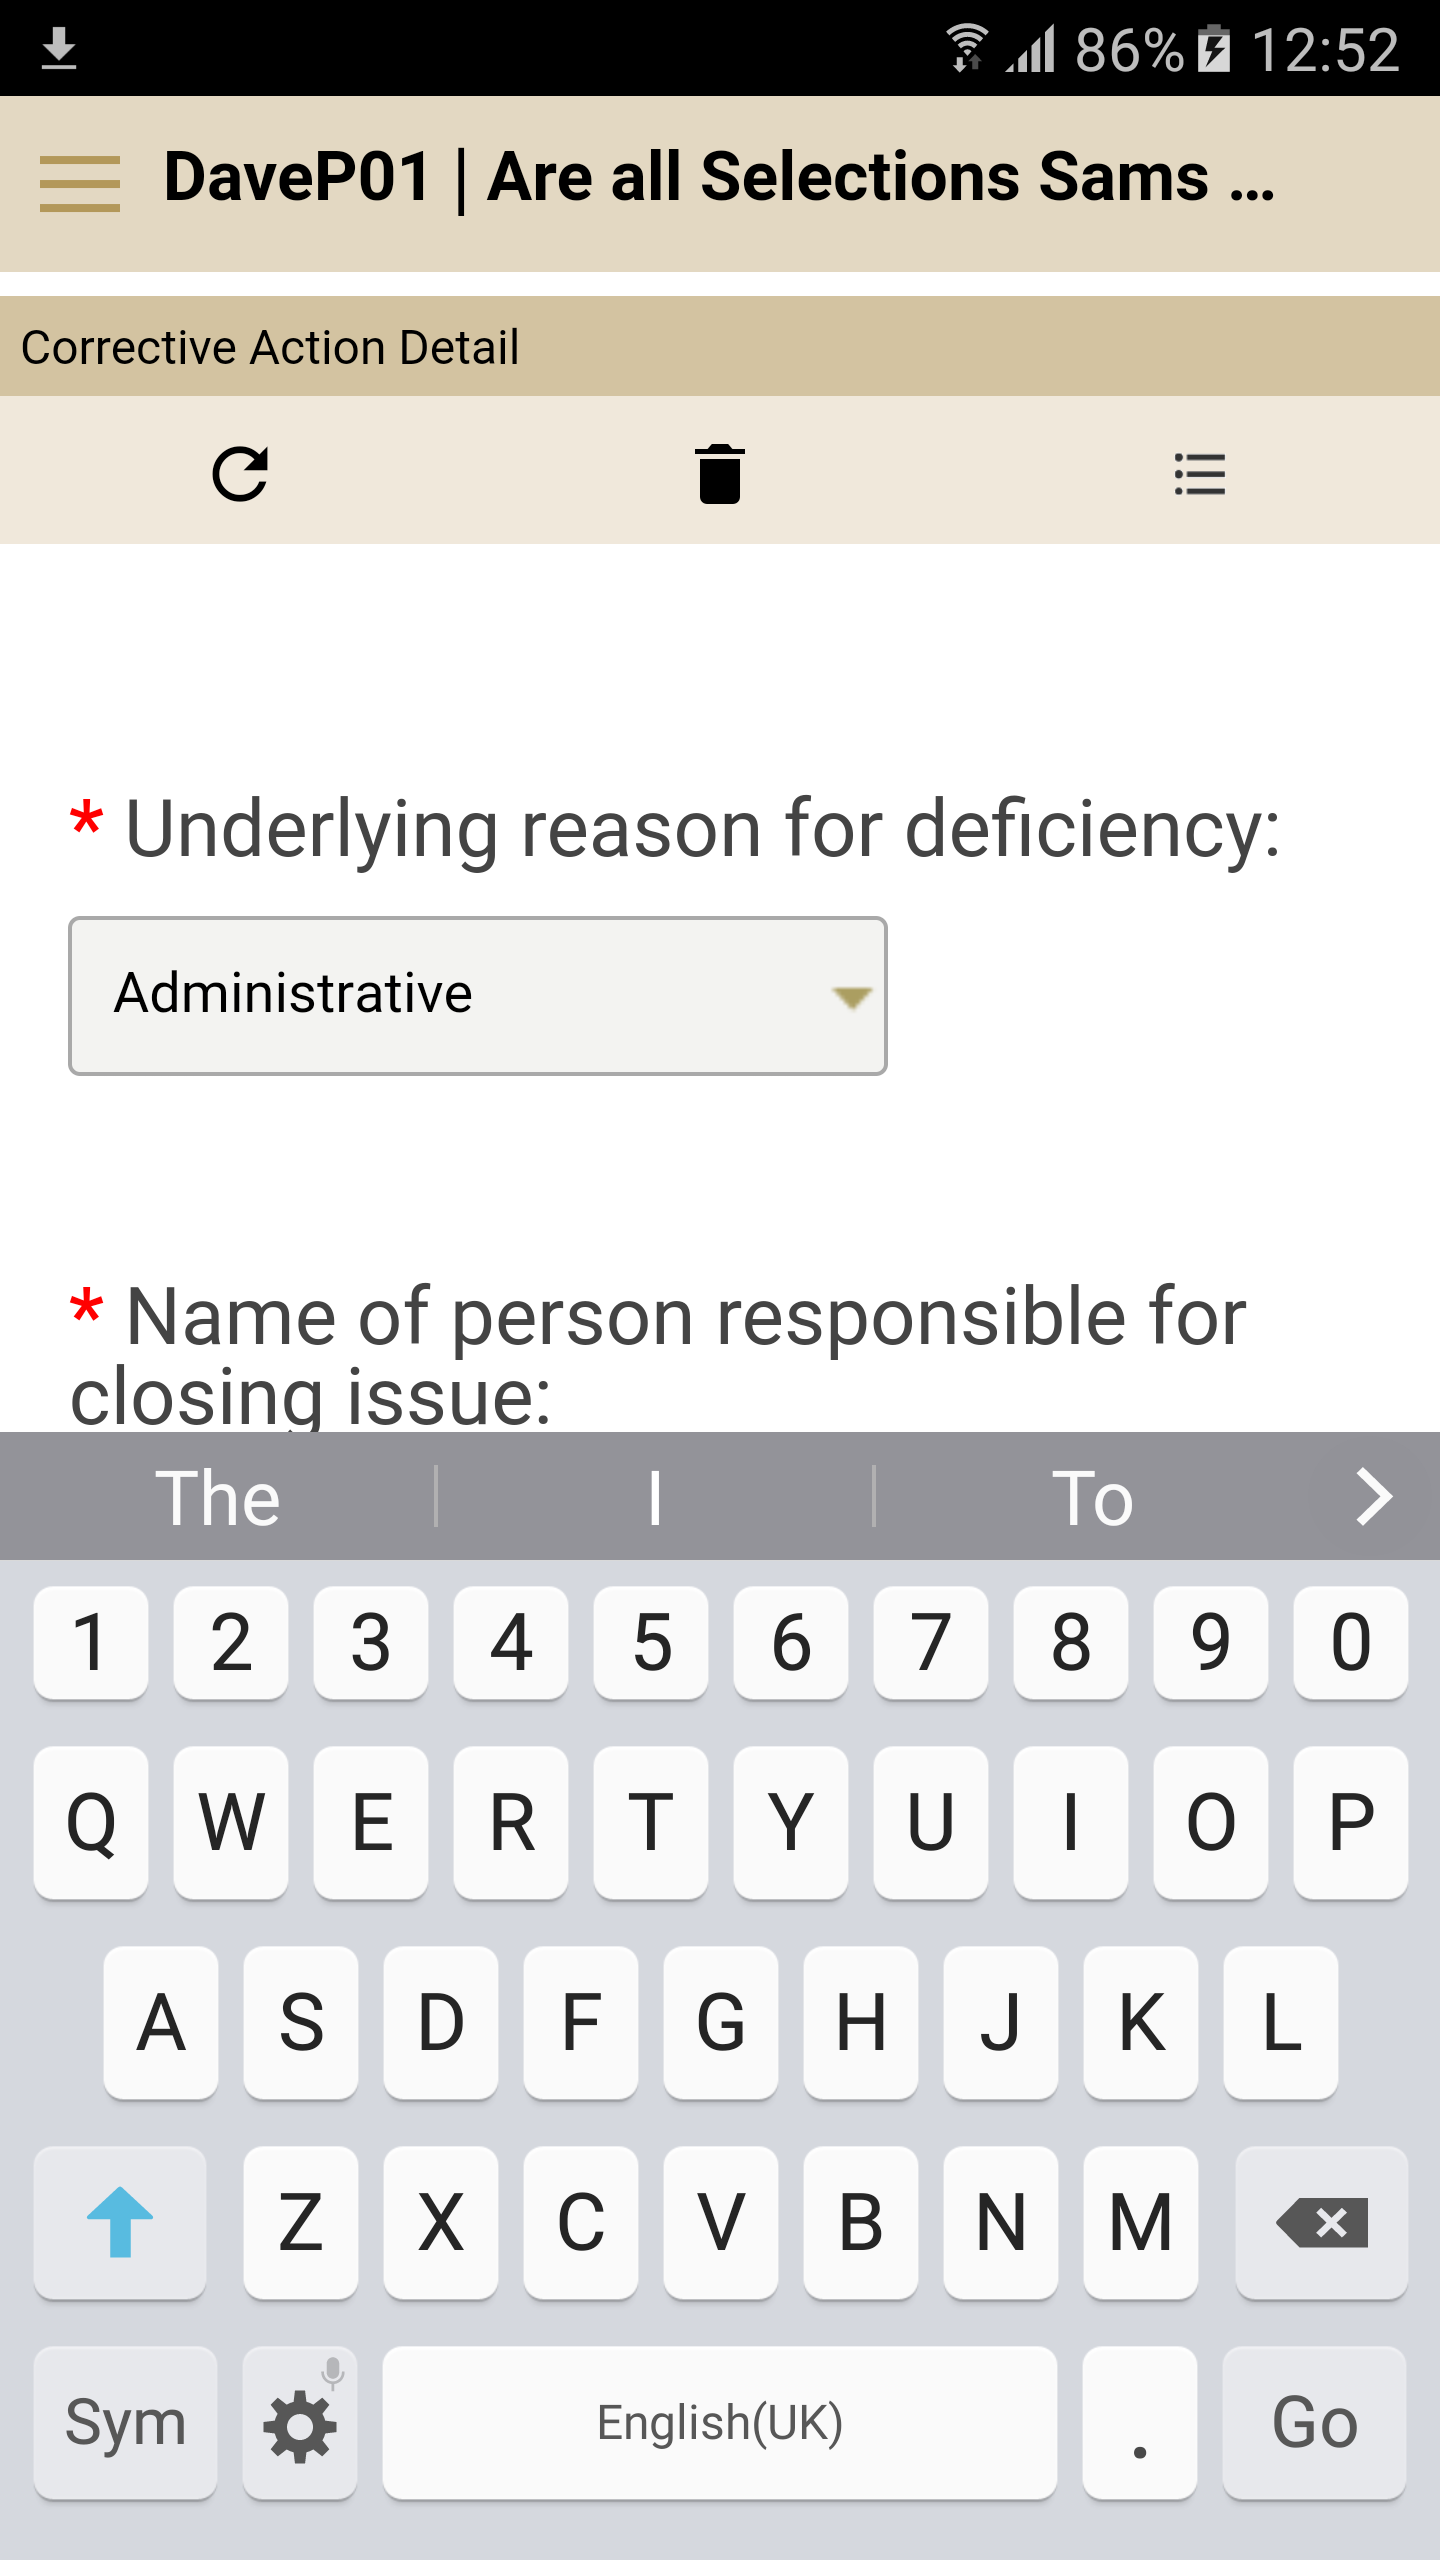 86% 12:52
DaveP01 | Are all Selections Sams ...
Corrective Action Detail
* Underlying reason for deficiency:
Administrative
* Name of person responsible for
closing issue:
The I To
1 2 3 4 5 6 7 8 9 0
Q W E R T Y U I O P
A S D F G H J K L
Z X C V B N M
Sym English(UK) . Go